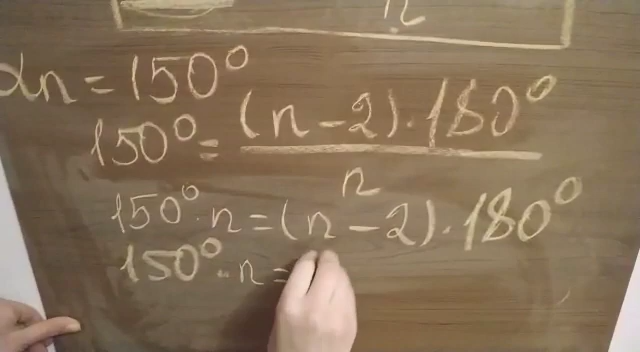 n
αn = 150°
150° = (n-2)·180°
n
150°·n = (n-2)·180°
150°·n =